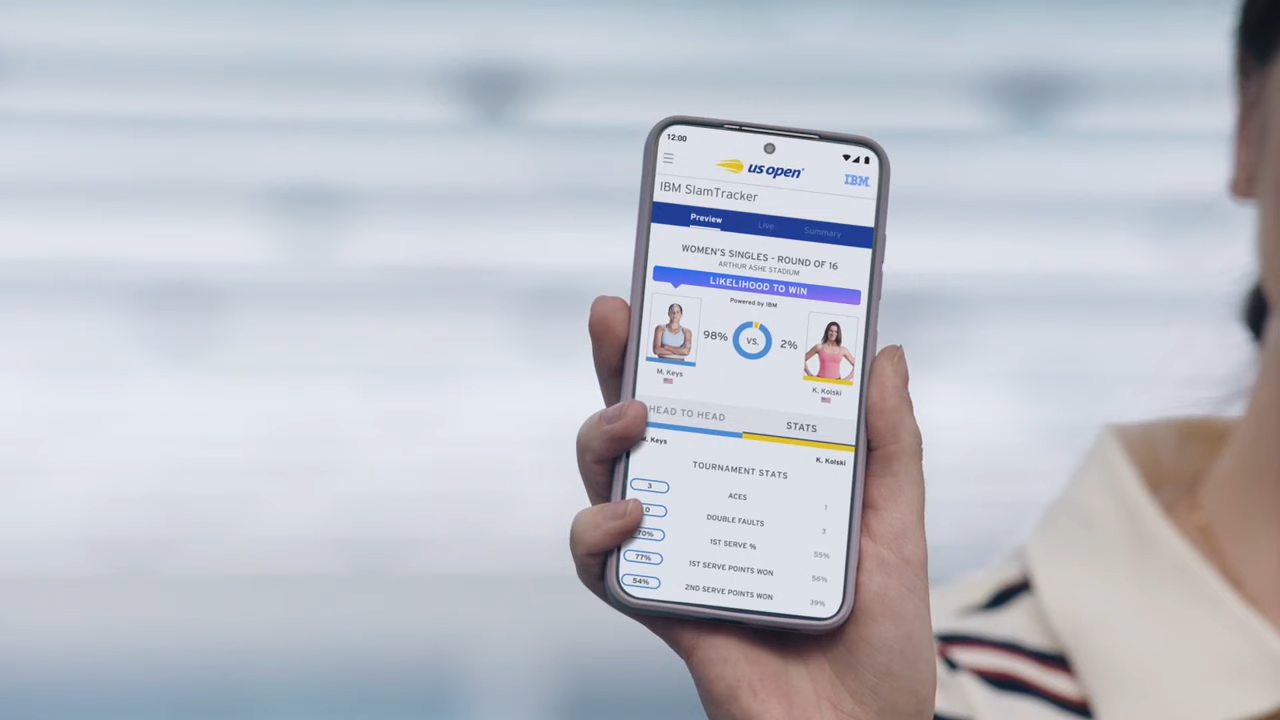 12:00
us open
IBM
IBM SlamTracker
Preview Live Summary
WOMEN'S SINGLES - ROUND OF 16
ARTHUR ASHE STADIUM
LIKELIHOOD TO WIN
Powered by IBM
98% VS. 2%
M. Keys K. Kolski
HEAD TO HEAD STATS
M. Keys K. Kolski
TOURNAMENT STATS
3 ACES 1
0 DOUBLE FAULTS 3
70% 1ST SERVE % 55%
77% 1ST SERVE POINTS WON 56%
54% 2ND SERVE POINTS WON 39%